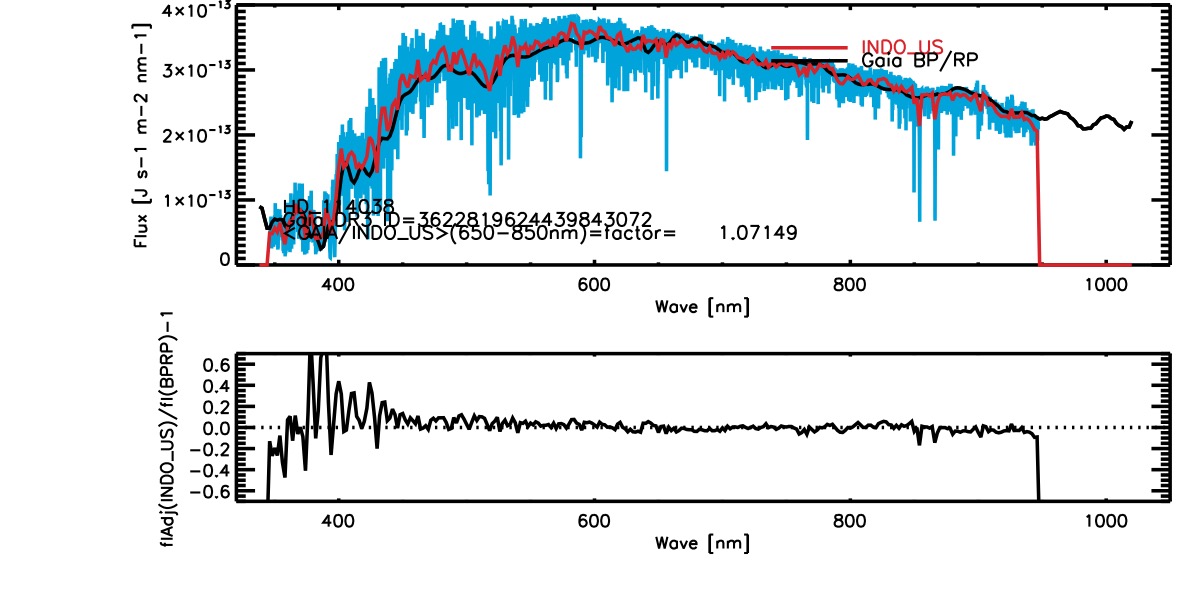 4×10−13
3×10−13
2×10−13
1×10−13
0
Flux [J s−1 m−2 nm−1]
INDO_US
Gaia BP/RP
HD_114038
Gaia DR3 ID=3622819624439843072
<GAIA/INDO_US>(650−850nm)=factor= 1.07149
400 600 800 1000
Wave [nm]
flAdj(INDO_US)/fl(BPRP)−1
0.6
0.4
0.2
0.0
−0.2
−0.4
−0.6
400 600 800 1000
Wave [nm]